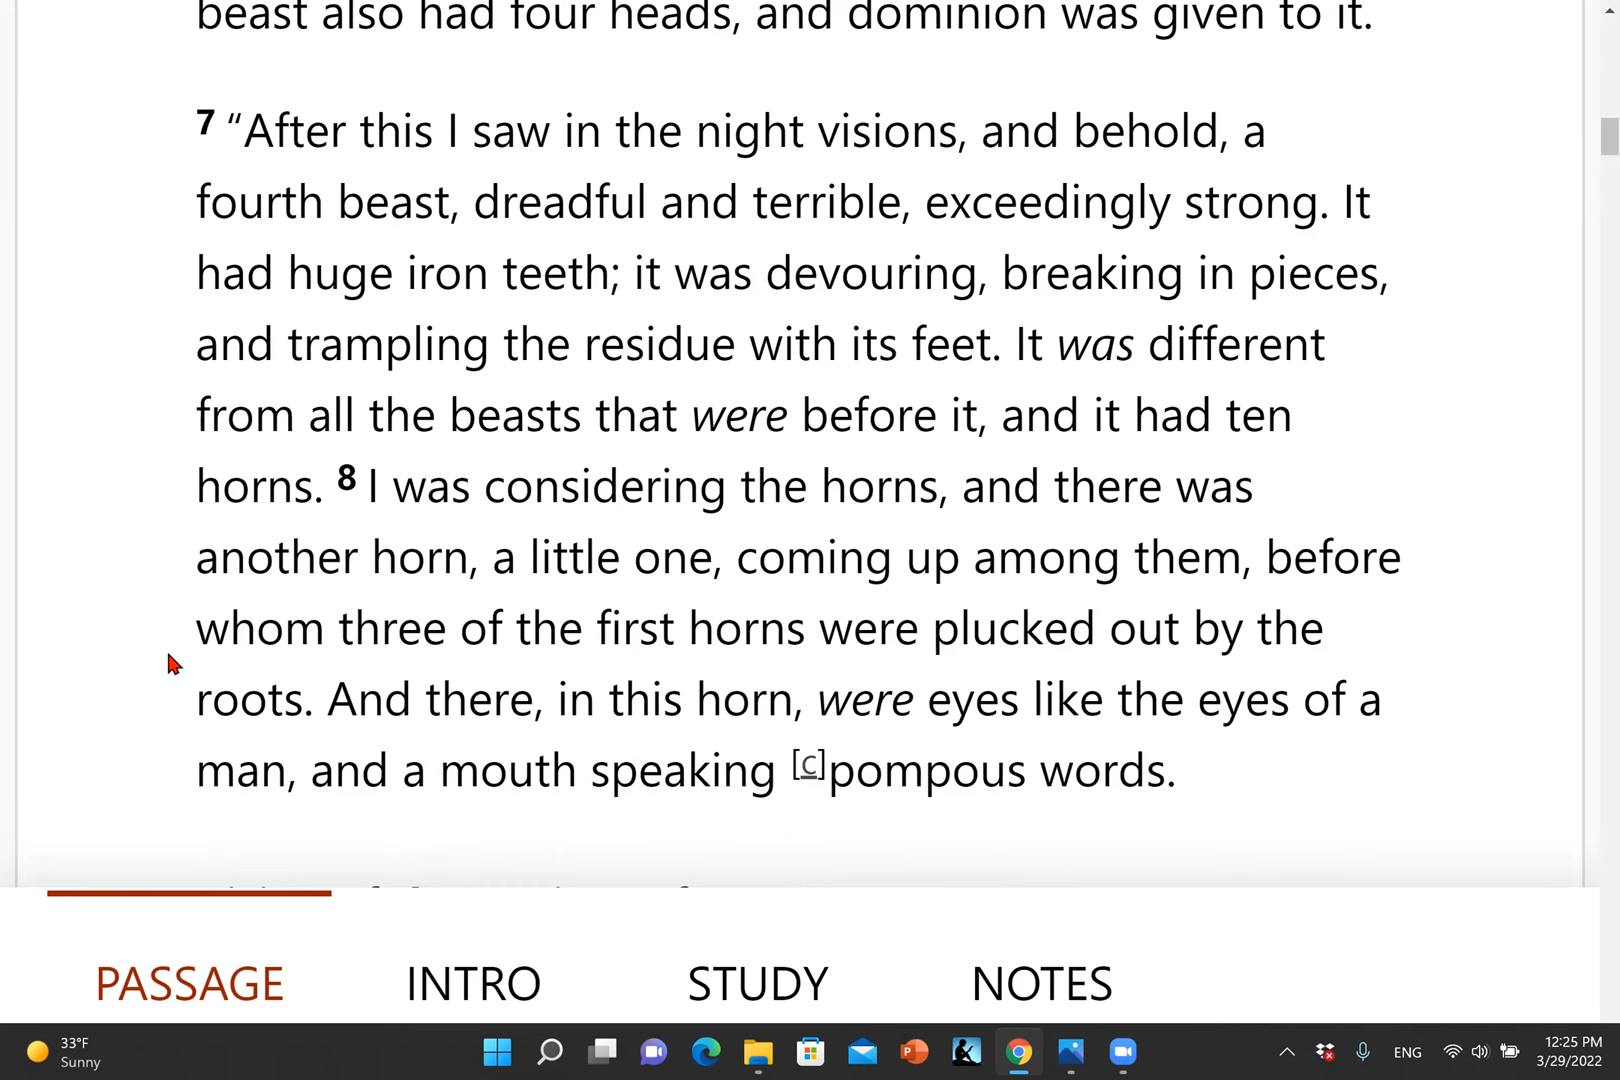 beast also had four heads, and dominion was given to it.
7 “After this I saw in the night visions, and behold, a
fourth beast, dreadful and terrible, exceedingly strong. It
had huge iron teeth; it was devouring, breaking in pieces,
and trampling the residue with its feet. It was different
from all the beasts that were before it, and it had ten
horns. 8 I was considering the horns, and there was
another horn, a little one, coming up among them, before
whom three of the first horns were plucked out by the
roots. And there, in this horn, were eyes like the eyes of a
man, and a mouth speaking [c]pompous words.
PASSAGE INTRO STUDY NOTES
33°F
Sunny
ENG
12:25 PM
3/29/2022